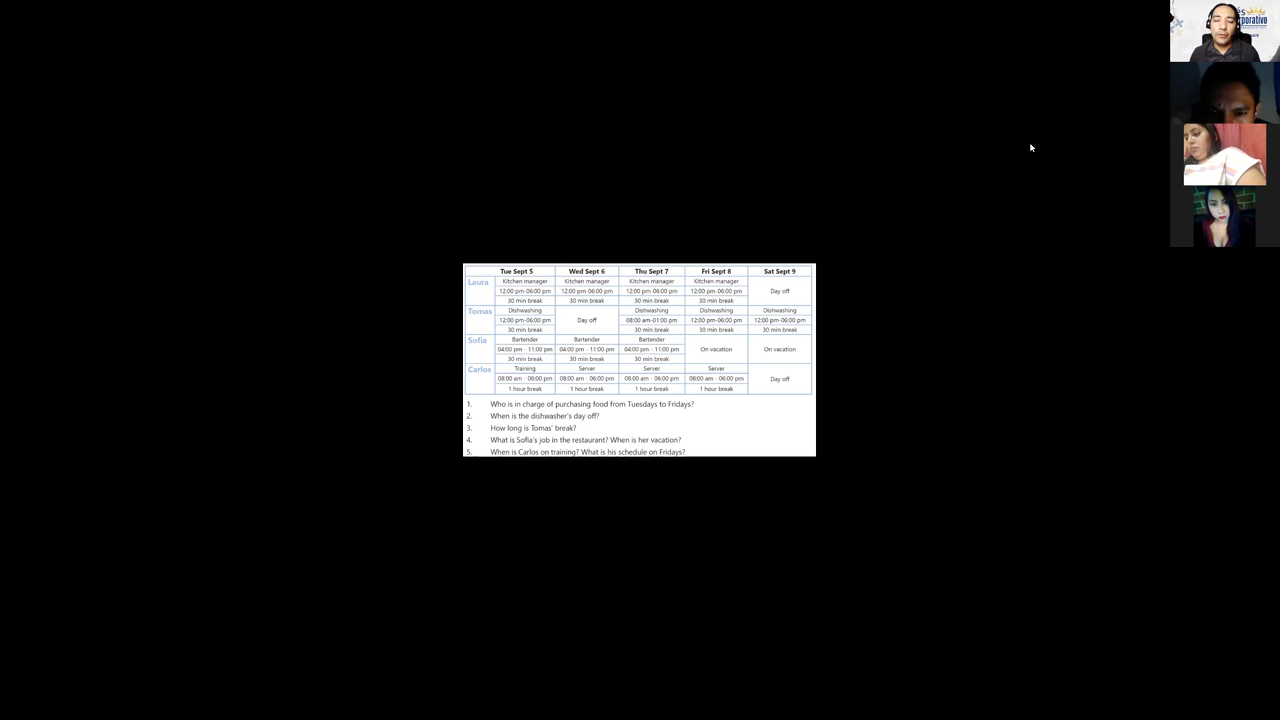 Tue Sept 5 Wed Sept 6 Thu Sept 7 Fri Sept 8 Sat Sept 9
Laura Kitchen manager Kitchen manager Kitchen manager Kitchen manager Day off
12:00 pm-06:00 pm 12:00 pm-06:00 pm 12:00 pm-06:00 pm 12:00 pm-06:00 pm
30 min break 30 min break 30 min break 30 min break
Tomas Dishwashing Day off Dishwashing Dishwashing Dishwashing
12:00 pm-06:00 pm 08:00 am-01:00 pm 12:00 pm-06:00 pm 12:00 pm-06:00 pm
30 min break 30 min break 30 min break 30 min break
Sofia Bartender Bartender Bartender On vacation On vacation
04:00 pm - 11:00 pm 04:00 pm - 11:00 pm 04:00 pm - 11:00 pm
30 min break 30 min break 30 min break
Carlos Training Server Server Server Day off
08:00 am - 06:00 pm 08:00 am - 06:00 pm 08:00 am - 06:00 pm 08:00 am - 06:00 pm
1 hour break 1 hour break 1 hour break 1 hour break
1. Who is in charge of purchasing food from Tuesdays to Fridays?
2. When is the dishwasher's day off?
3. How long is Tomas' break?
4. What is Sofia's job in the restaurant? When is her vacation?
5. When is Carlos on training? What is his schedule on Fridays?